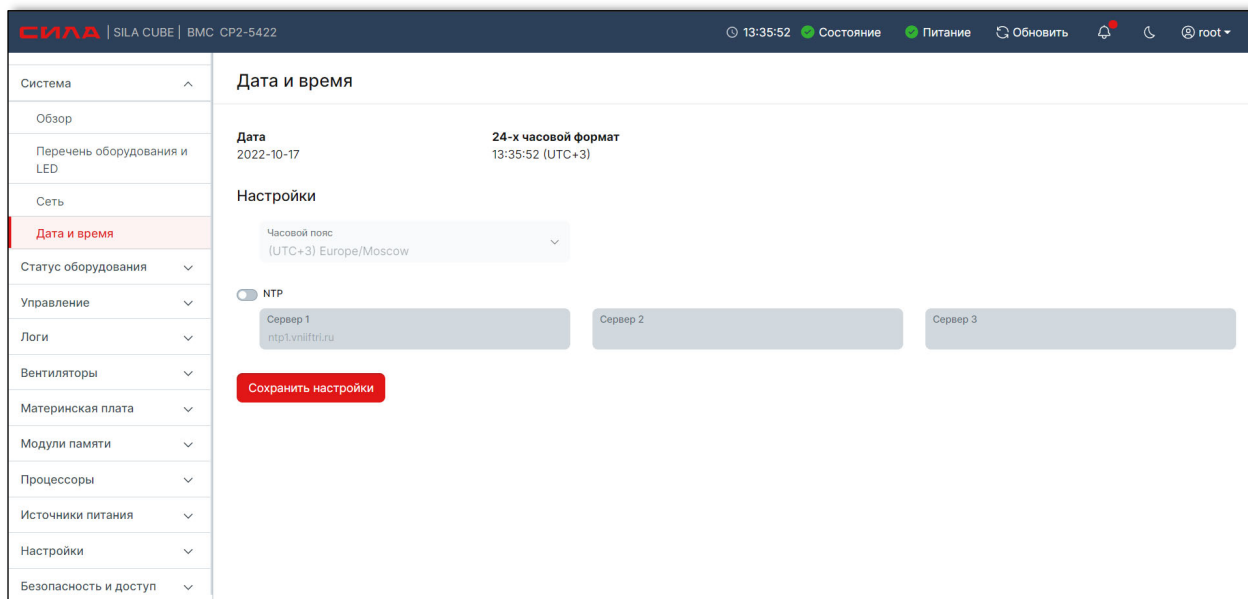 СИЛА | SILA CUBE | BMC CP2-5422 13:35:52 Состояние Питание Обновить root
Система
Обзор
Перечень оборудования и
LED
Сеть
Дата и время
Статус оборудования
Управление
Логи
Вентиляторы
Материнская плата
Модули памяти
Процессоры
Источники питания
Настройки
Безопасность и доступ
Дата и время
Дата 24-х часовой формат
2022-10-17 13:35:52 (UTC+3)
Настройки
Часовой пояс
(UTC+3) Europe/Moscow
NTP
Сервер 1 Сервер 2 Сервер 3
ntp1.vniiftri.ru
Сохранить настройки